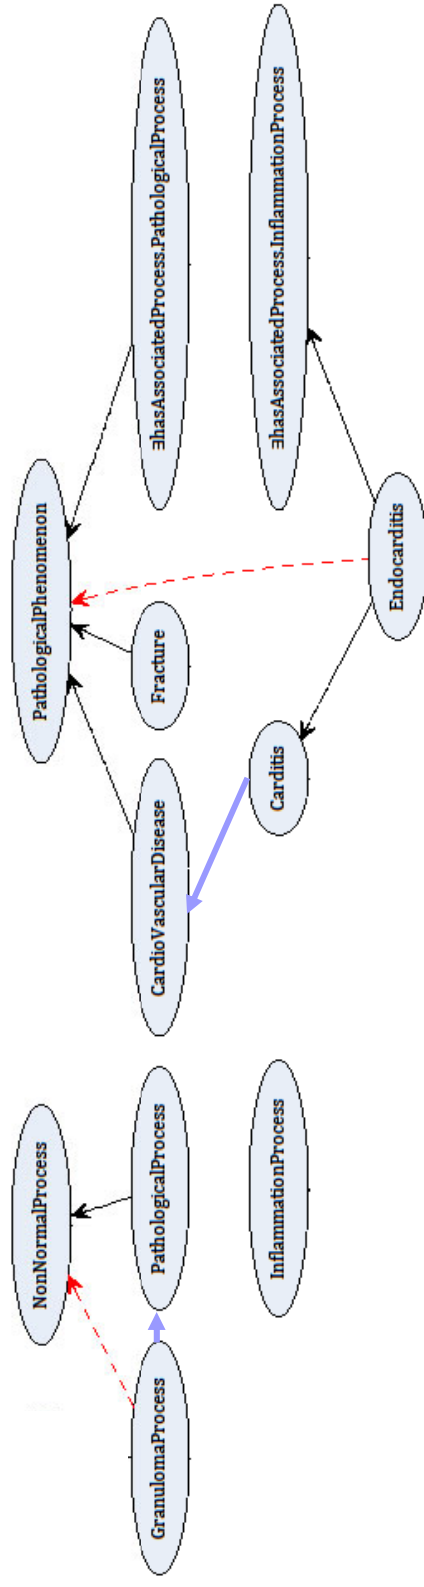 NonNormalProcess
PathologicalPhenomenon
GranulomaProcess
PathologicalProcess
CardioVascularDisease
Fracture
∃hasAssociatedProcess.PathologicalProcess
InflammationProcess
Carditis
∃hasAssociatedProcess.InflammationProcess
Endocarditis